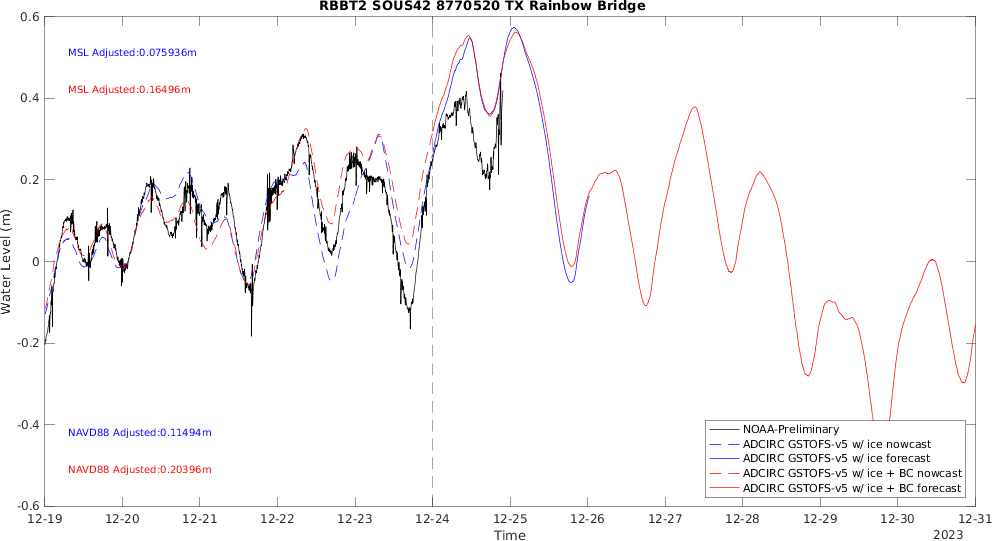 RBBT2 SOUS42 8770520 TX Rainbow Bridge
MSL Adjusted:0.075936m
MSL Adjusted:0.16496m
NAVD88 Adjusted:0.11494m
NAVD88 Adjusted:0.20396m
Water Level (m)
0.6
0.4
0.2
0
-0.2
-0.4
-0.6
NOAA-Preliminary
ADCIRC GSTOFS-v5 w/ ice nowcast
ADCIRC GSTOFS-v5 w/ ice forecast
ADCIRC GSTOFS-v5 w/ ice + BC nowcast
ADCIRC GSTOFS-v5 w/ ice + BC forecast
12-19 12-20 12-21 12-22 12-23 12-24 12-25 12-26 12-27 12-28 12-29 12-30 12-31
Time
2023